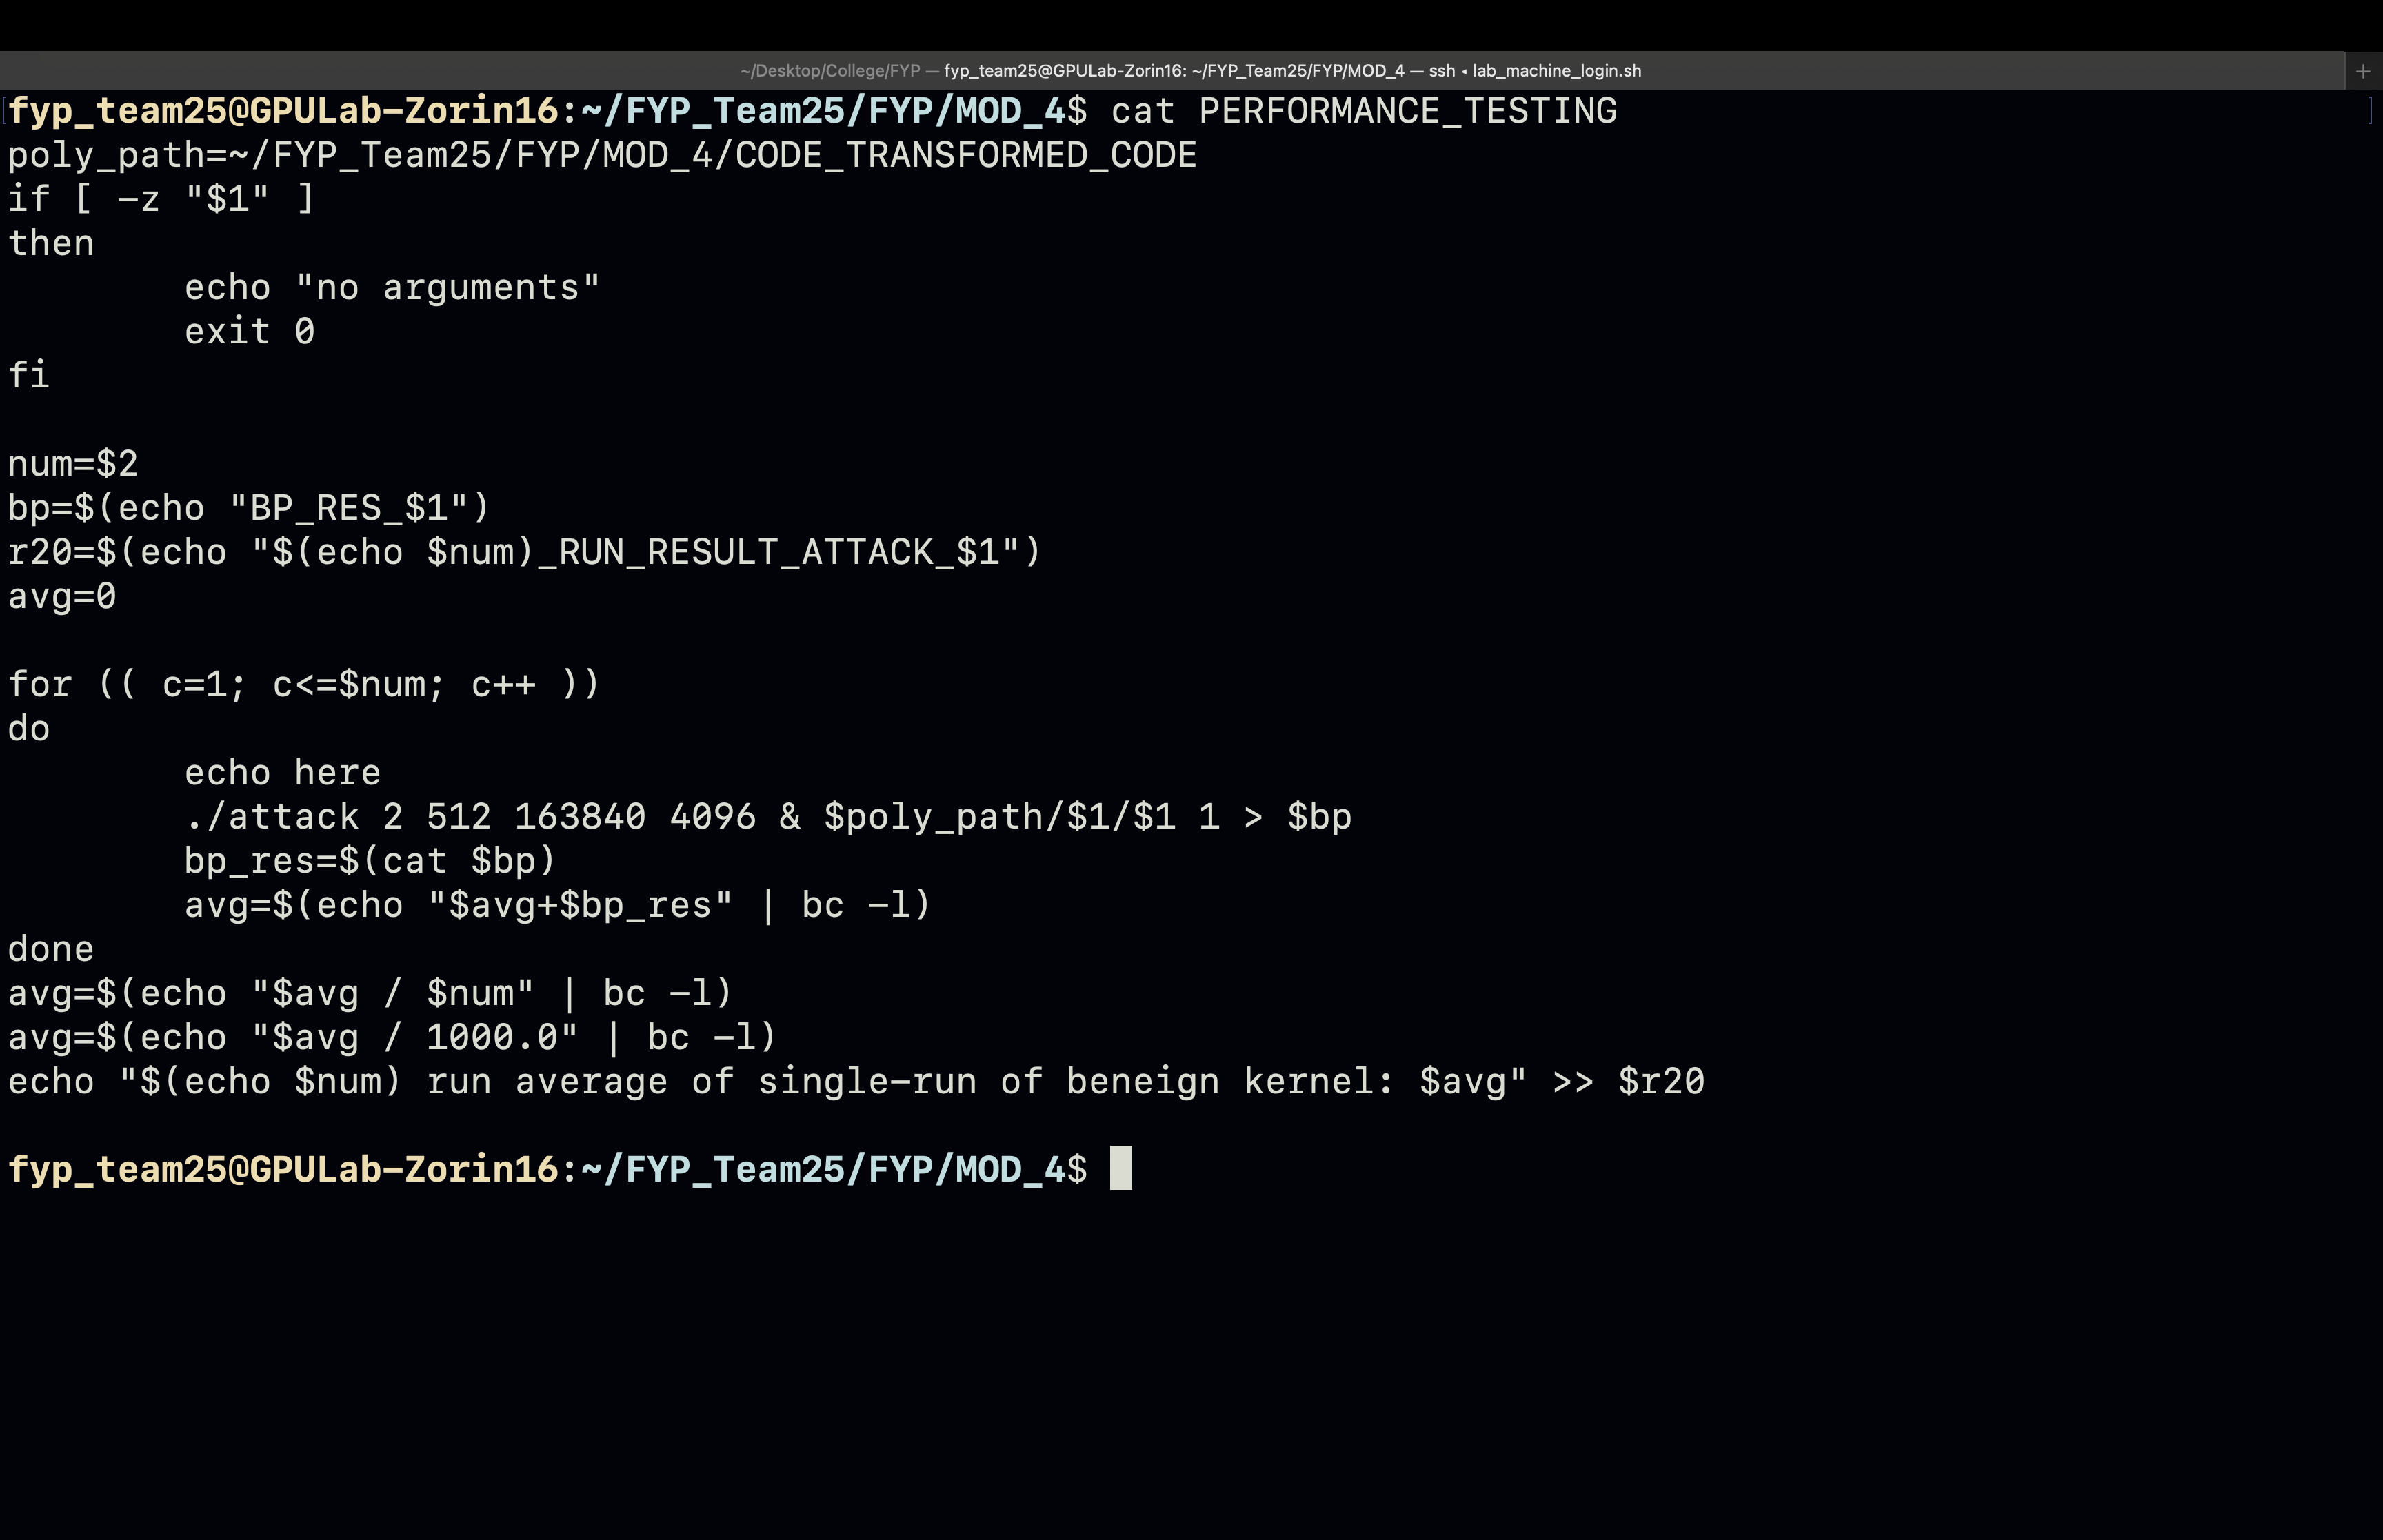 ~/Desktop/College/FYP — fyp_team25@GPULab-Zorin16: ~/FYP_Team25/FYP/MOD_4 — ssh ◂ lab_machine_login.sh
[fyp_team25@GPULab-Zorin16:~/FYP_Team25/FYP/MOD_4$ cat PERFORMANCE_TESTING ]
poly_path=~/FYP_Team25/FYP/MOD_4/CODE_TRANSFORMED_CODE
if [ -z "$1" ]
then
        echo "no arguments"
        exit 0
fi

num=$2
bp=$(echo "BP_RES_$1")
r20=$(echo "$(echo $num)_RUN_RESULT_ATTACK_$1")
avg=0

for (( c=1; c<=$num; c++ ))
do
        echo here
        ./attack 2 512 163840 4096 & $poly_path/$1/$1 1 > $bp
        bp_res=$(cat $bp)
        avg=$(echo "$avg+$bp_res" | bc -l)
done
avg=$(echo "$avg / $num" | bc -l)
avg=$(echo "$avg / 1000.0" | bc -l)
echo "$(echo $num) run average of single-run of beneign kernel: $avg" >> $r20

fyp_team25@GPULab-Zorin16:~/FYP_Team25/FYP/MOD_4$